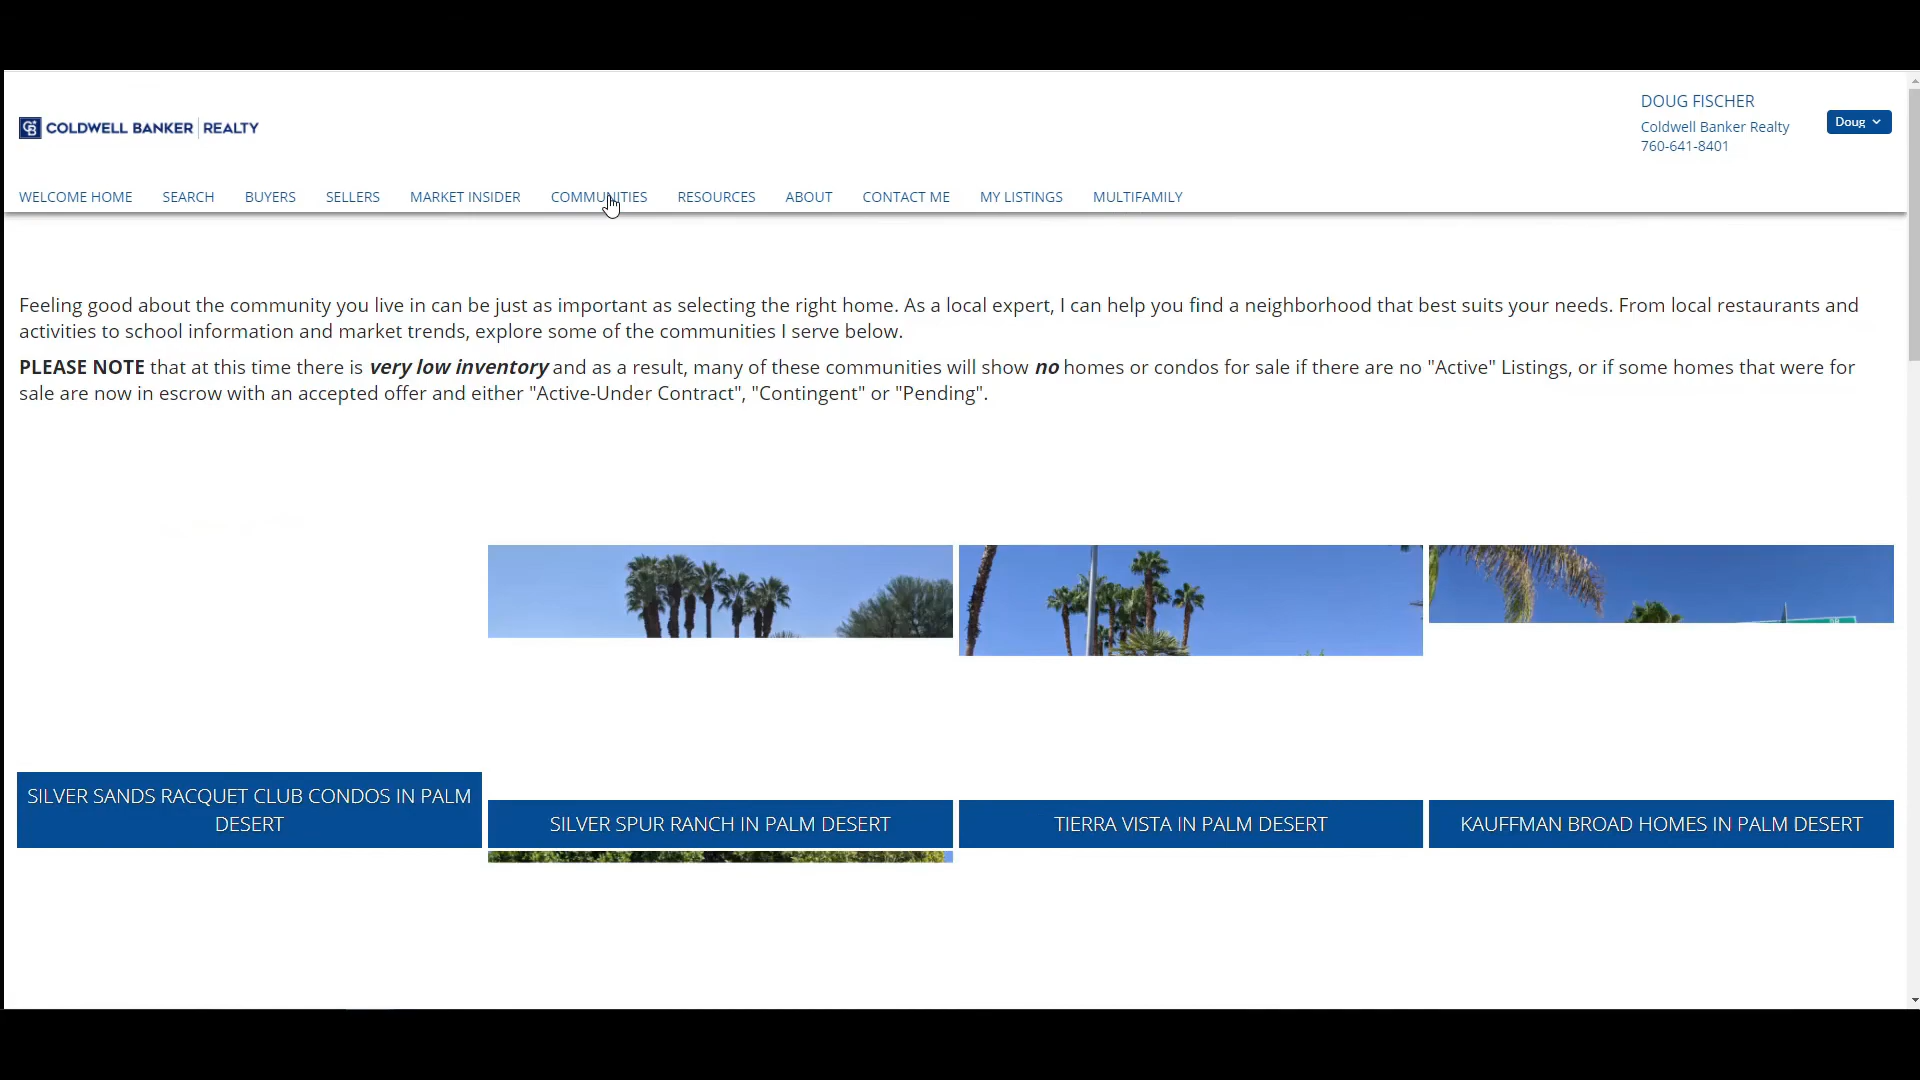 COLDWELL BANKER REALTY
DOUG FISCHER
Coldwell Banker Realty
760-641-8401
Doug
WELCOME HOME SEARCH BUYERS SELLERS MARKET INSIDER COMMUNITIES RESOURCES ABOUT CONTACT ME MY LISTINGS MULTIFAMILY
Feeling good about the community you live in can be just as important as selecting the right home. As a local expert, I can help you find a neighborhood that best suits your needs. From local restaurants and
activities to school information and market trends, explore some of the communities I serve below.
PLEASE NOTE that at this time there is very low inventory and as a result, many of these communities will show no homes or condos for sale if there are no "Active" Listings, or if some homes that were for
sale are now in escrow with an accepted offer and either "Active-Under Contract", "Contingent" or "Pending".
SILVER SANDS RACQUET CLUB CONDOS IN PALM
DESERT
SILVER SPUR RANCH IN PALM DESERT
TIERRA VISTA IN PALM DESERT
KAUFFMAN BROAD HOMES IN PALM DESERT